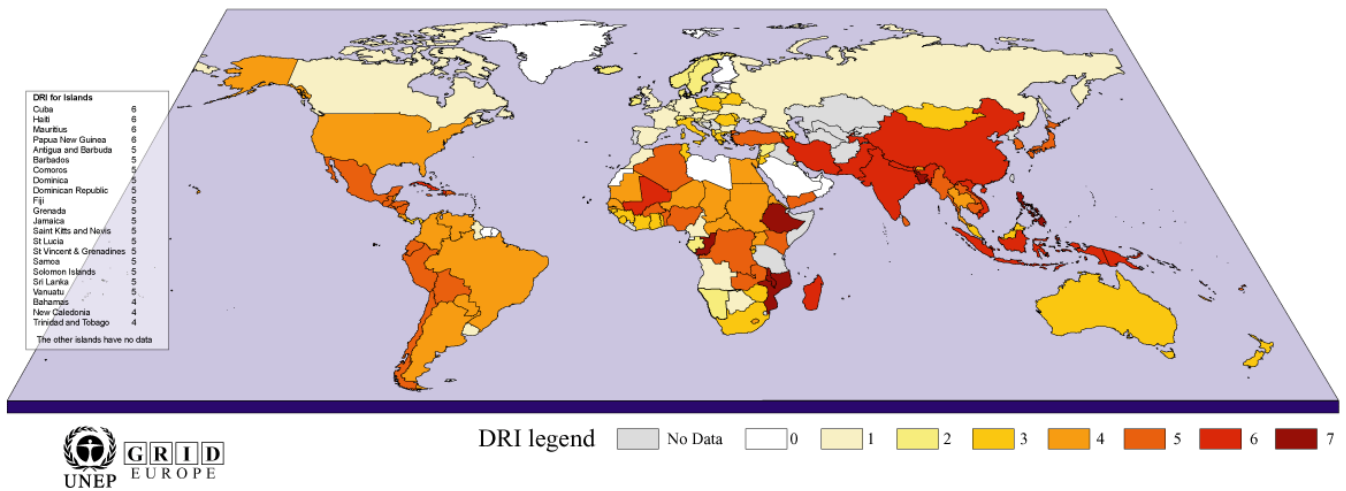 DRI for Islands
Cuba 6
Haiti 6
Mauritius 6
Papua New Guinea 6
Antigua and Barbuda 5
Barbados 5
Comoros 5
Dominica 5
Dominican Republic 5
Fiji 5
Grenada 5
Jamaica 5
Saint Kitts and Nevis 5
St Lucia 5
St Vincent & Grenadines 5
Samoa 5
Solomon Islands 5
Sri Lanka 5
Vanuatu 5
Bahamas 4
New Caledonia 4
Trinidad and Tobago 4
The other islands have no data
DRI legend No Data 0 1 2 3 4 5 6 7
UNEP
GRID
EUROPE